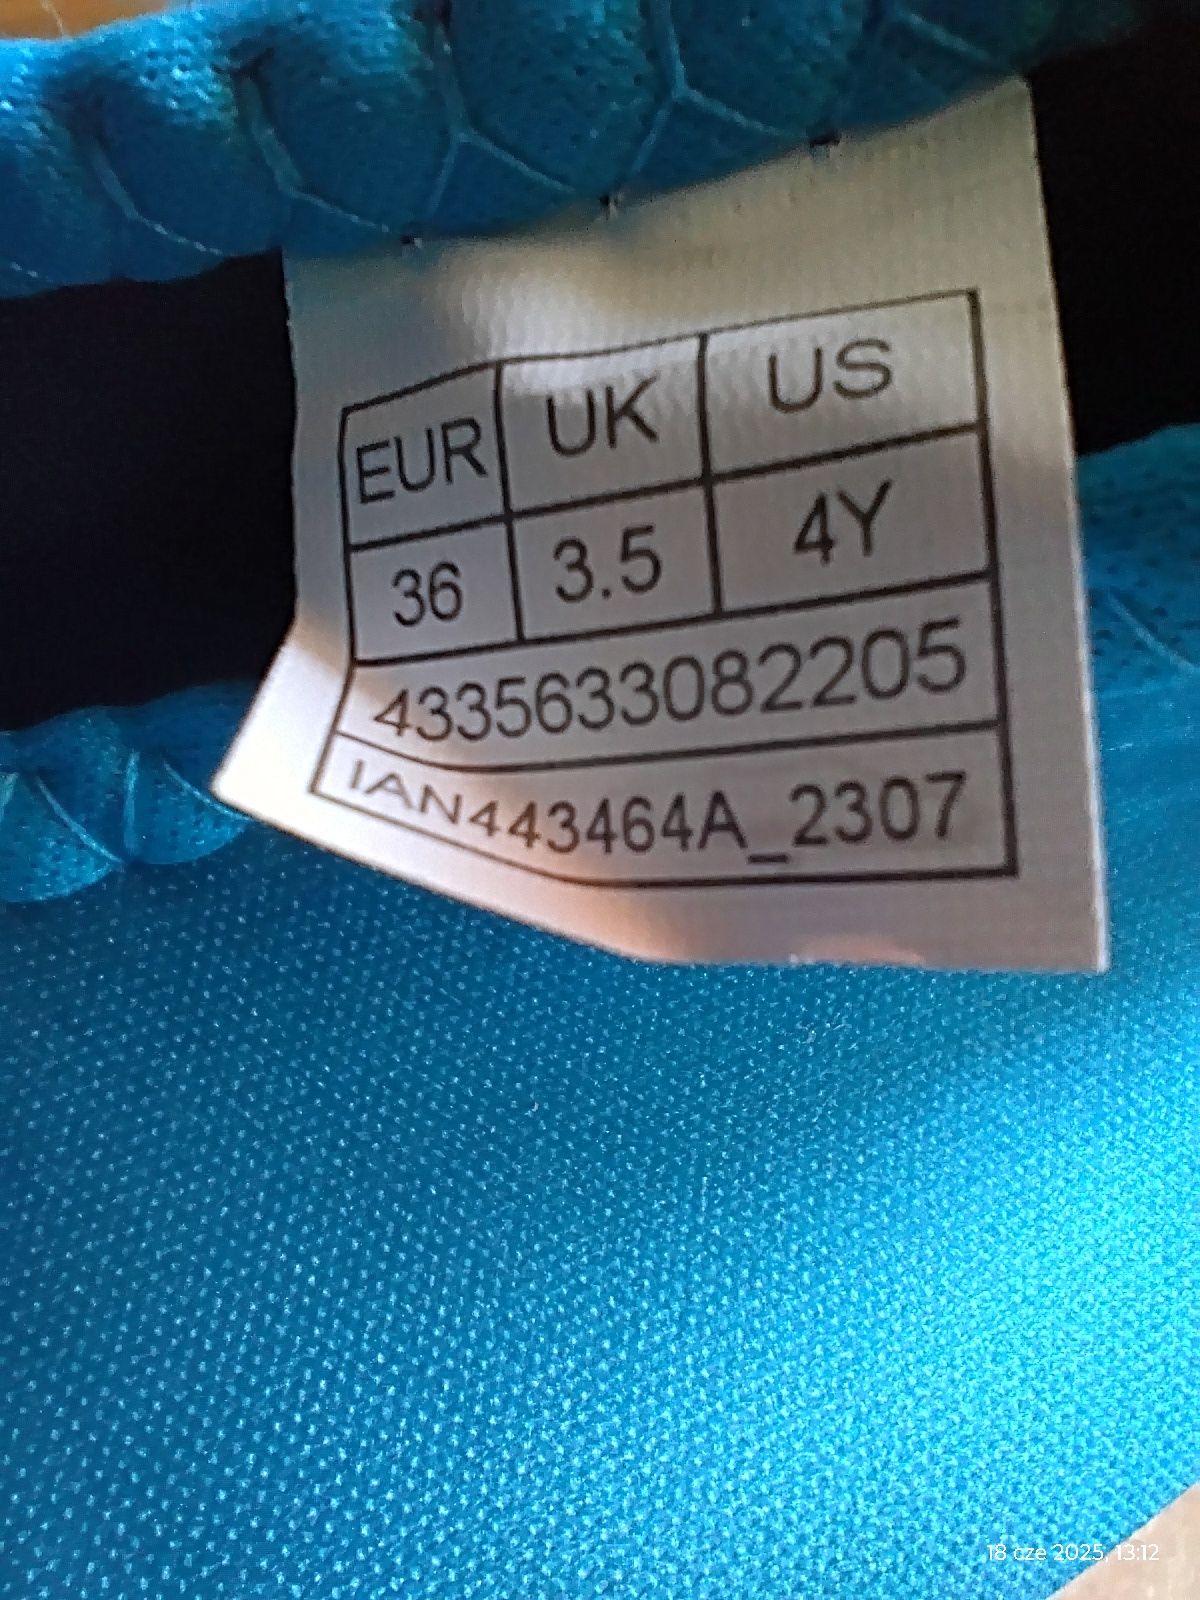 EUR UK US
36 3.5 4Y
4335633082205
IAN443464A_2307
18 cze 2025, 13:12